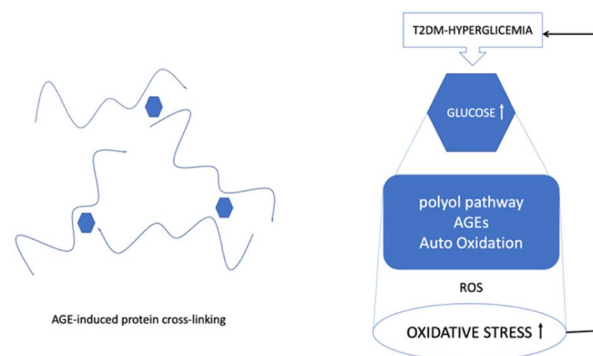 T2DM-HYPERGLICEMIA
GLUCOSE ↑
polyol pathway
AGEs
Auto Oxidation
ROS
OXIDATIVE STRESS ↑
AGE-induced protein cross-linking